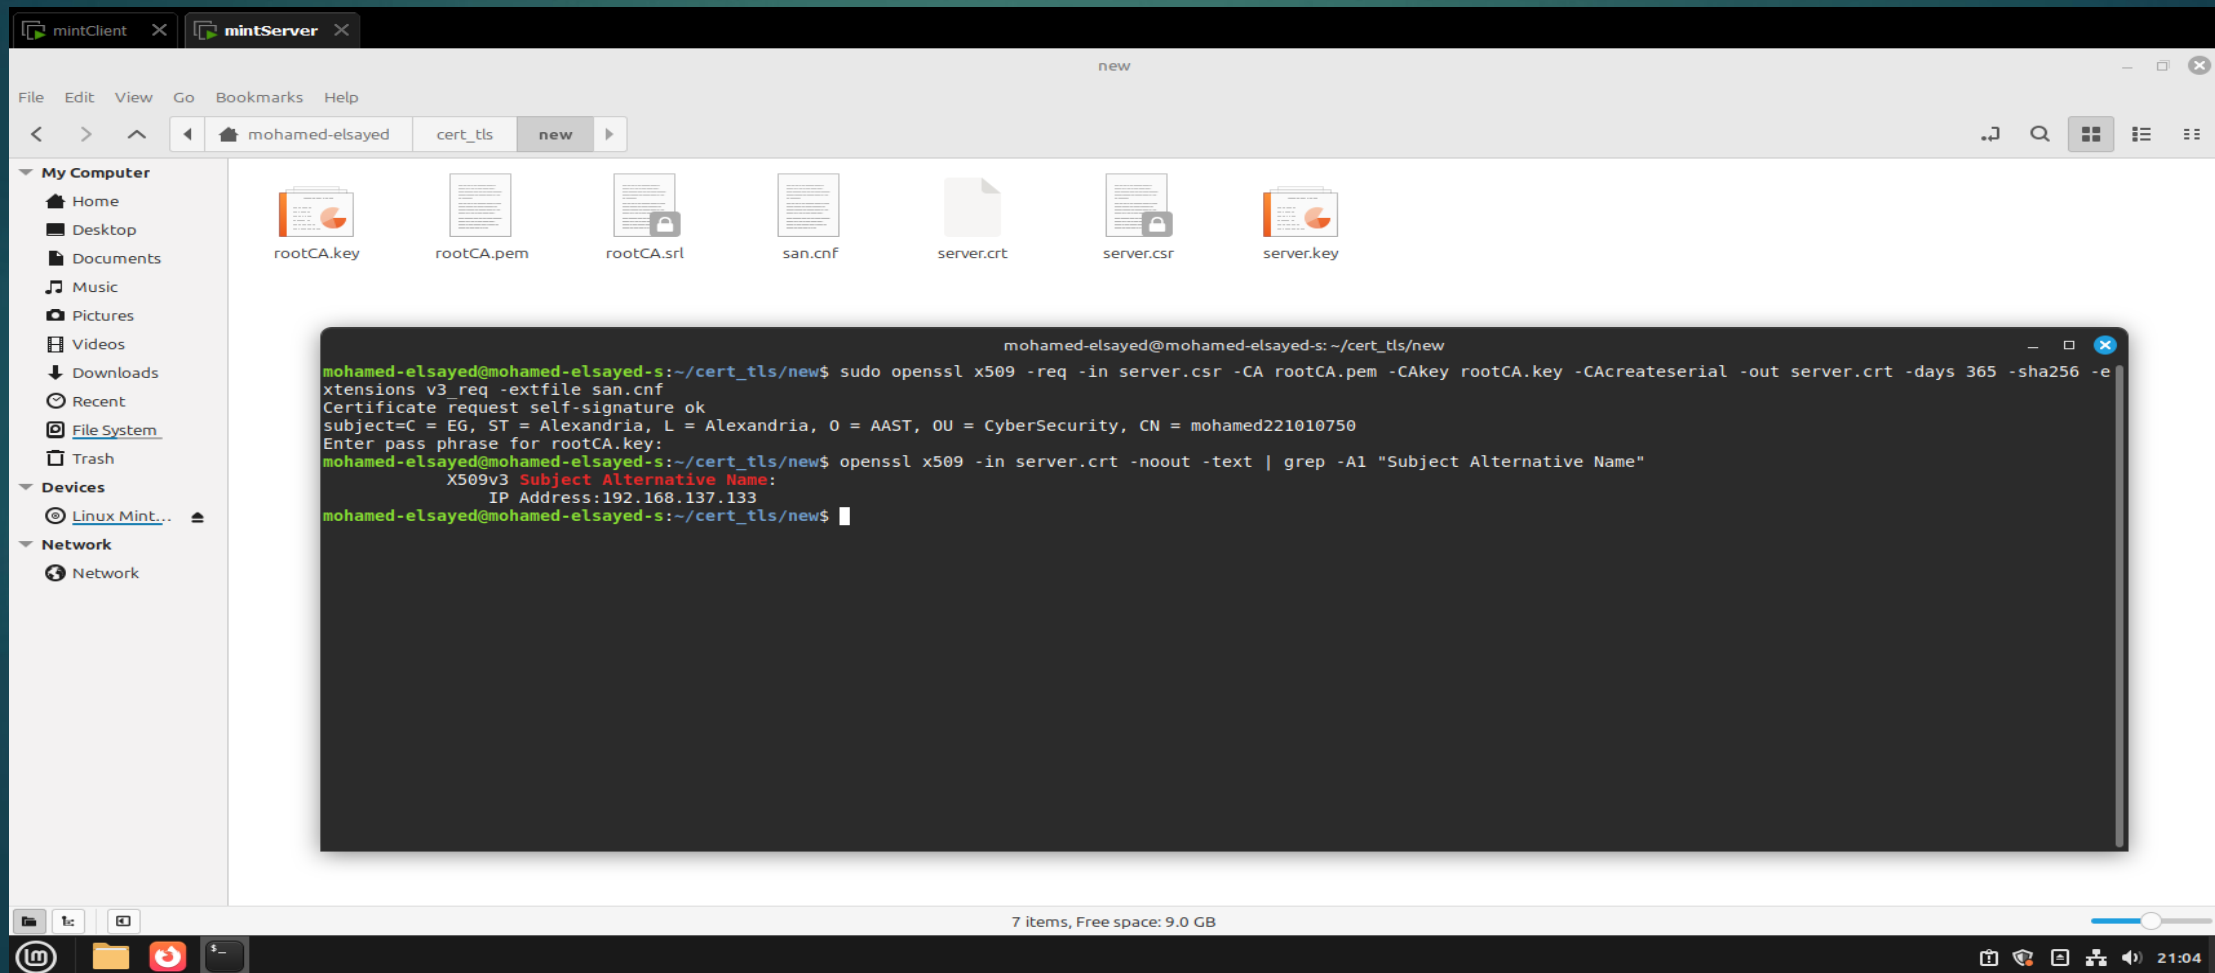 mintClient
mintServer
new
File Edit View Go Bookmarks Help
mohamed-elsayed cert_tls new
My Computer
Home
Desktop
Documents
Music
Pictures
Videos
Downloads
Recent
File System
Trash
Devices
Linux Mint...
Network
Network
rootCA.key rootCA.pem rootCA.srl san.cnf server.crt server.csr server.key
mohamed-elsayed@mohamed-elsayed-s: ~/cert_tls/new
mohamed-elsayed@mohamed-elsayed-s:~/cert_tls/new$ sudo openssl x509 -req -in server.csr -CA rootCA.pem -CAkey rootCA.key -CAcreateserial -out server.crt -days 365 -sha256 -e
xtensions v3_req -extfile san.cnf
Certificate request self-signature ok
subject=C = EG, ST = Alexandria, L = Alexandria, O = AAST, OU = CyberSecurity, CN = mohamed221010750
Enter pass phrase for rootCA.key:
mohamed-elsayed@mohamed-elsayed-s:~/cert_tls/new$ openssl x509 -in server.crt -noout -text | grep -A1 "Subject Alternative Name"
X509v3 Subject Alternative Name:
IP Address:192.168.137.133
mohamed-elsayed@mohamed-elsayed-s:~/cert_tls/new$
7 items, Free space: 9.0 GB
21:04